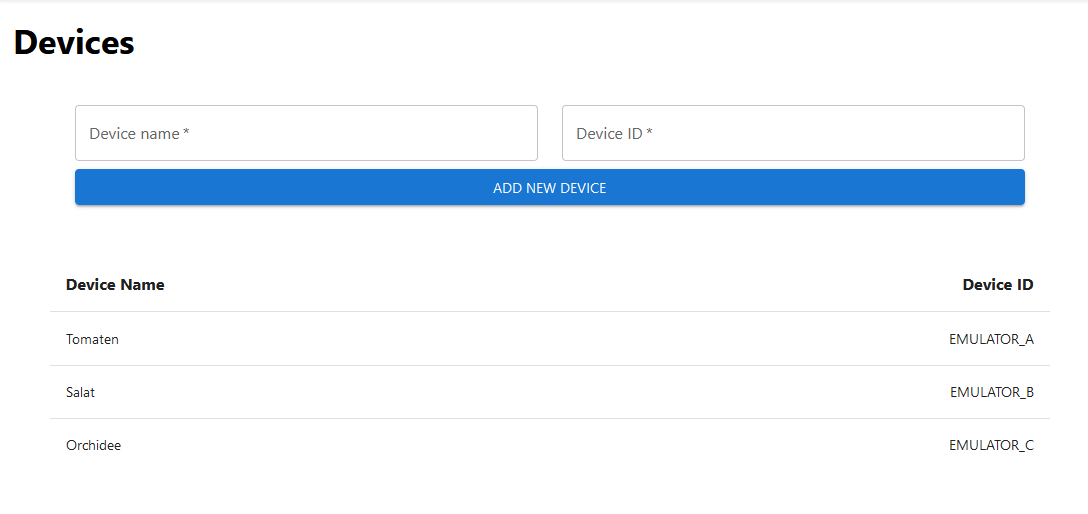 Devices
Device name *
Device ID *
ADD NEW DEVICE
Device Name
Device ID
Tomaten
EMULATOR_A
Salat
EMULATOR_B
Orchidee
EMULATOR_C